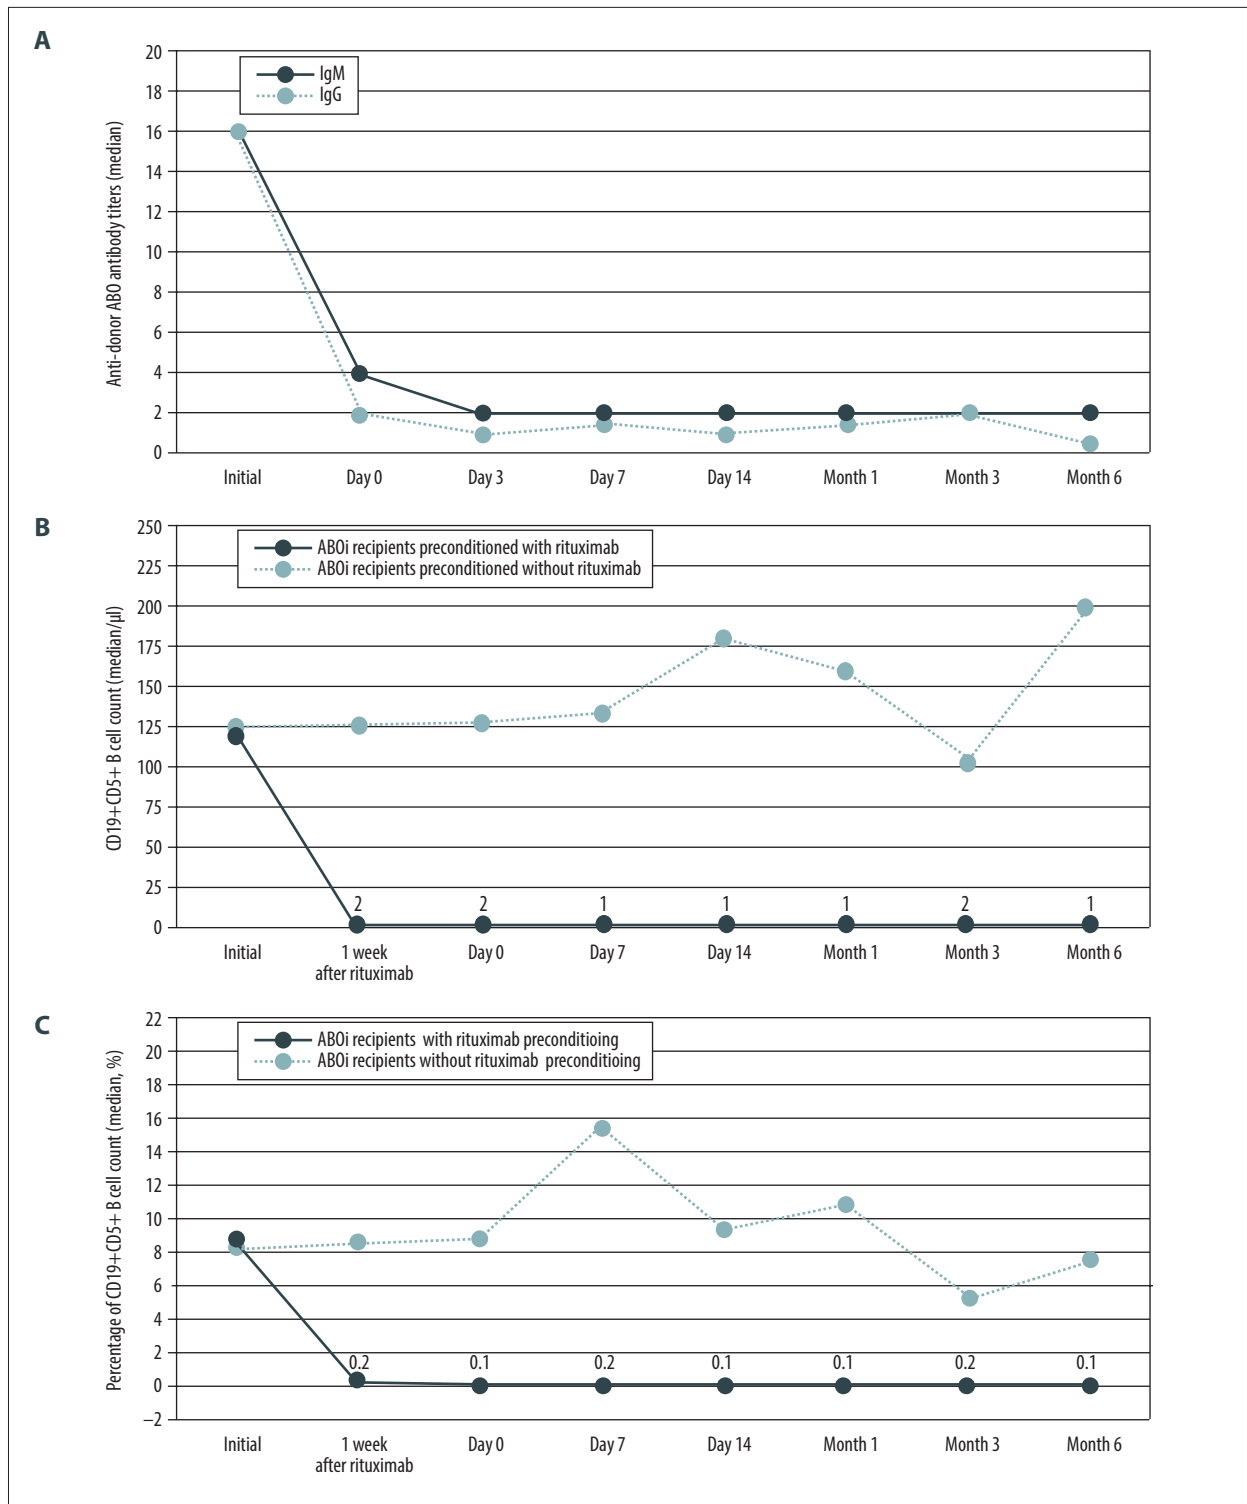 A
Anti-donor ABO antibody titers (median)
20
18
16
14
12
10
8
6
4
2
0
IgM
IgG
Initial Day 0 Day 3 Day 7 Day 14 Month 1 Month 3 Month 6
B
CD19+CD5+ B cell count (median/µl)
250
225
200
175
150
125
100
75
50
25
0
ABOi recipients preconditioned with rituximab
ABOi recipients preconditioned without rituximab
2 2 1 1 1 2 1
Initial 1 week Day 0 Day 7 Day 14 Month 1 Month 3 Month 6
after rituximab
C
Percentage of CD19+CD5+ B cell count (median, %)
22
20
18
16
14
12
10
8
6
4
2
0
–2
ABOi recipients with rituximab preconditioing
ABOi recipients without rituximab preconditioing
0.2 0.1 0.2 0.1 0.1 0.2 0.1
Initial 1 week Day 0 Day 7 Day 14 Month 1 Month 3 Month 6
after rituximab